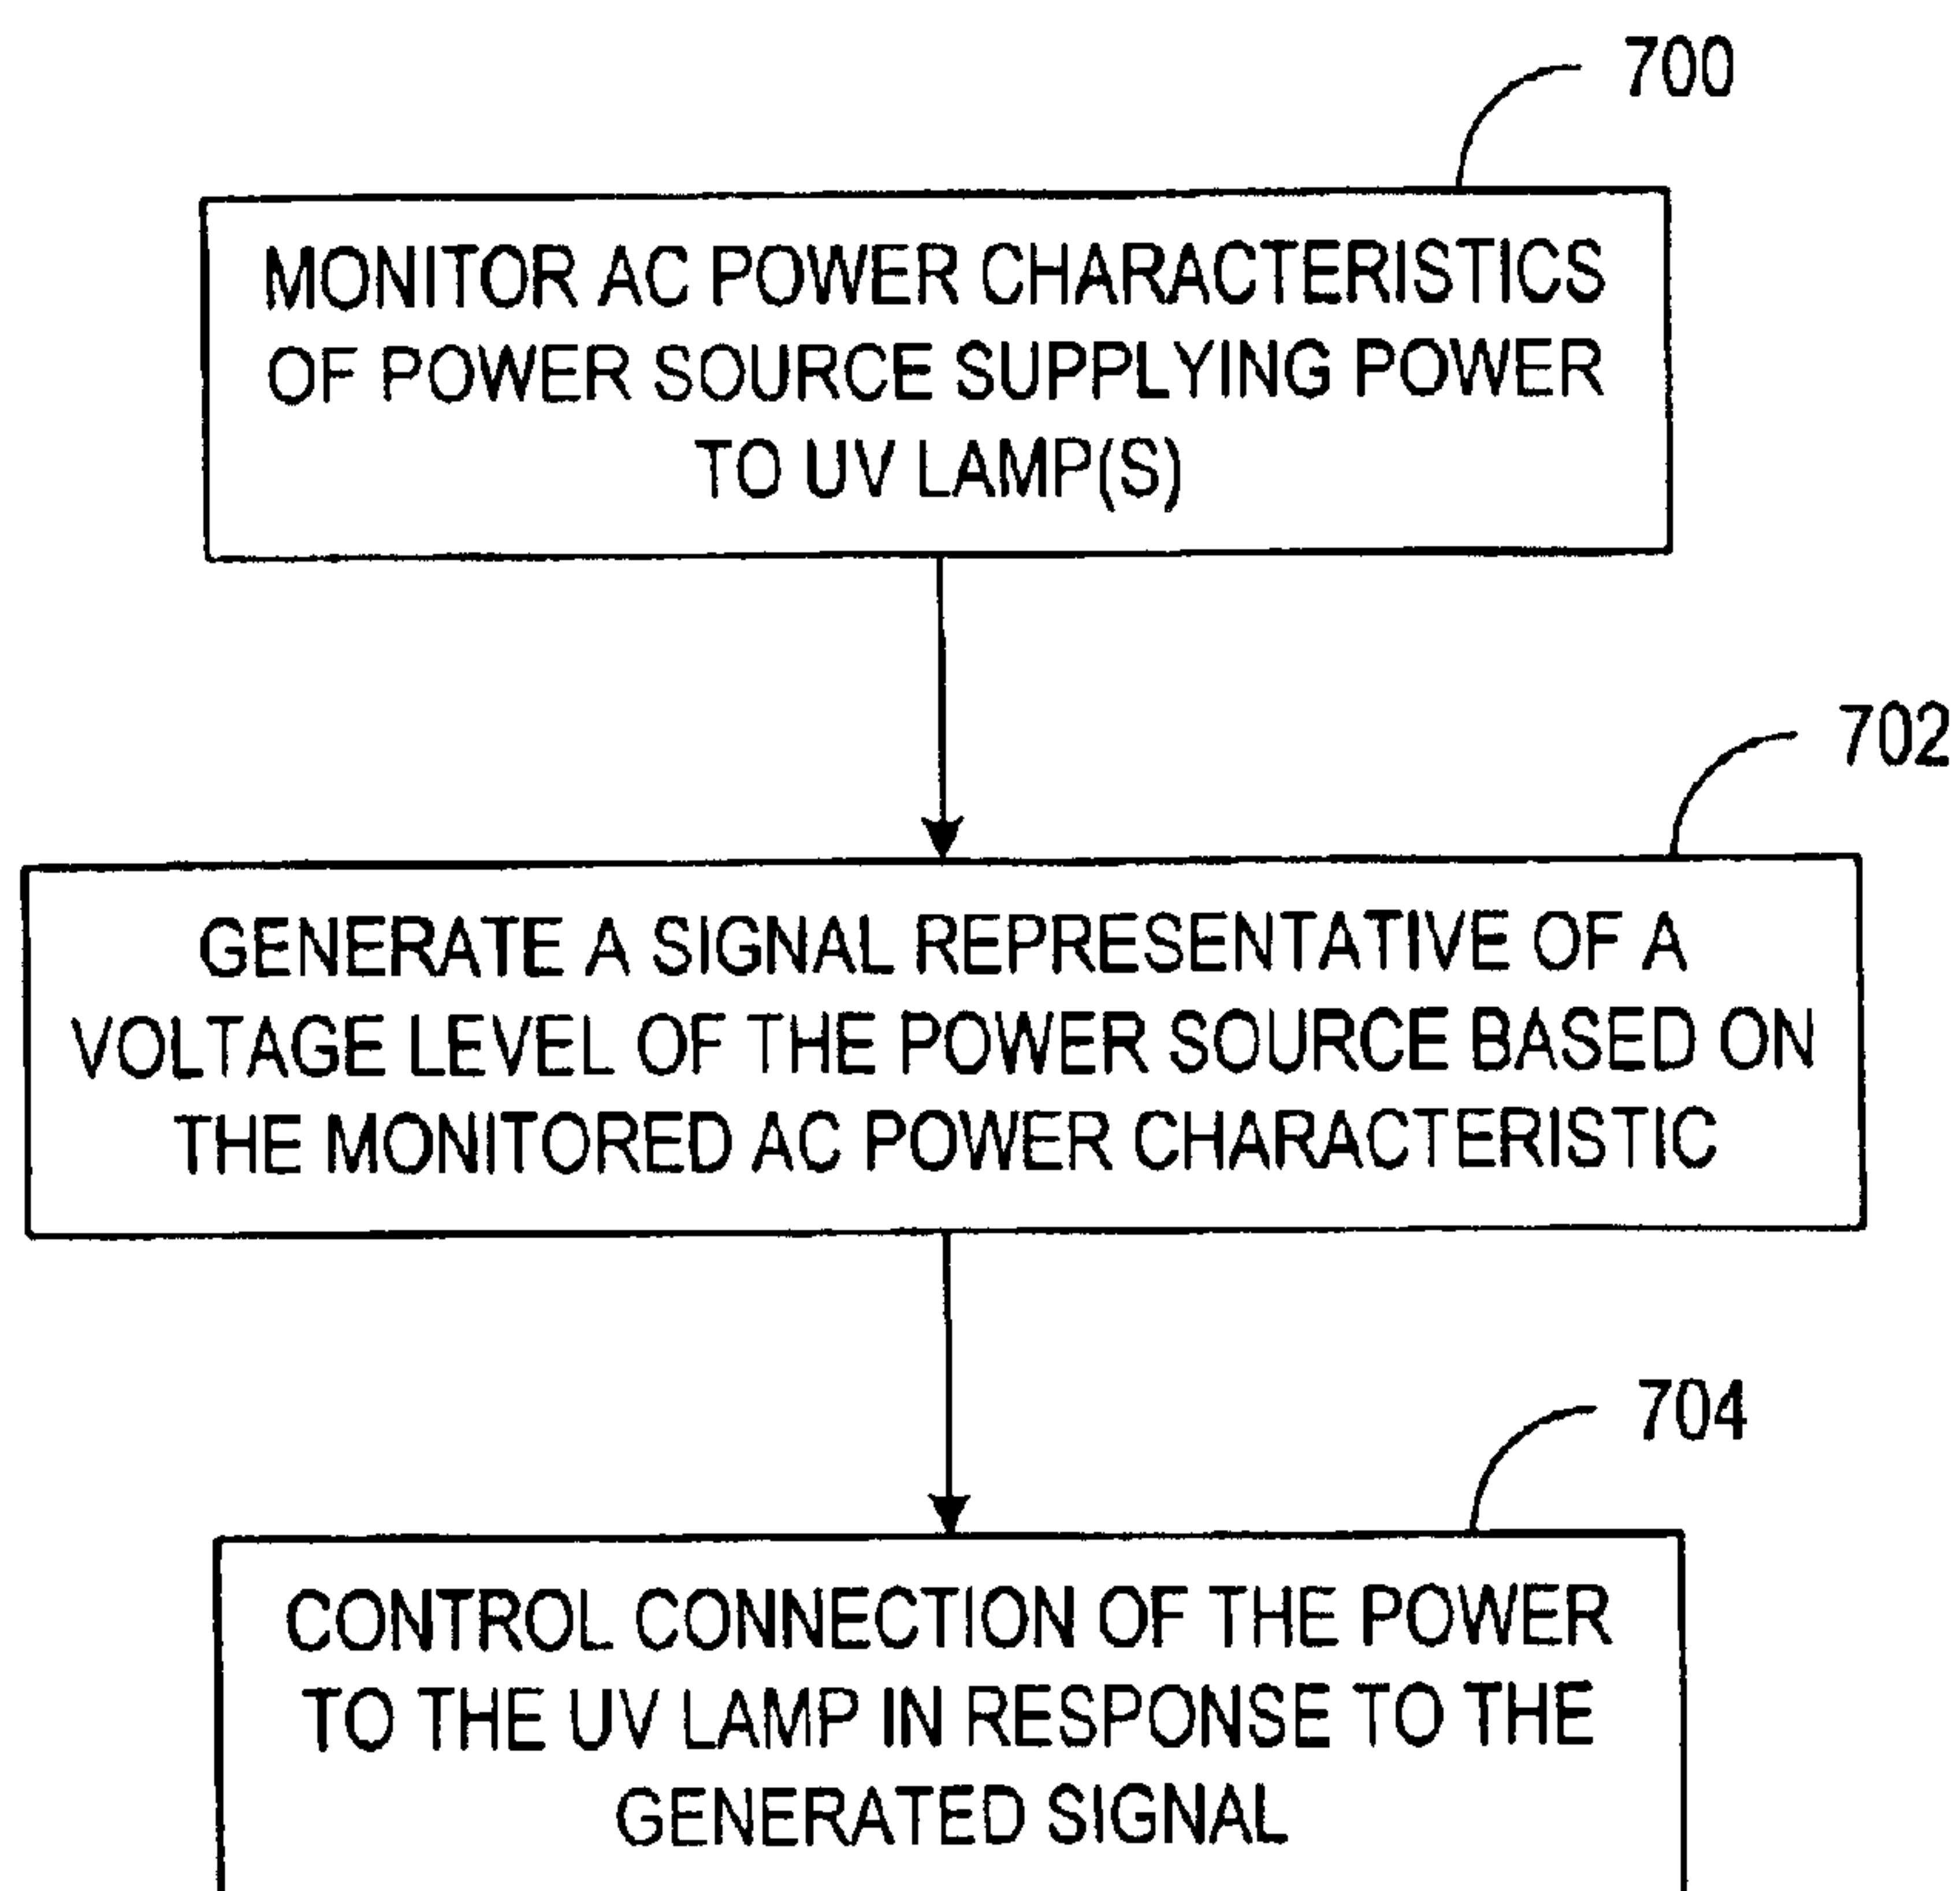 700
MONITOR AC POWER CHARACTERISTICS
OF POWER SOURCE SUPPLYING POWER
TO UV LAMP(S)
702
GENERATE A SIGNAL REPRESENTATIVE OF A
VOLTAGE LEVEL OF THE POWER SOURCE BASED ON
THE MONITORED AC POWER CHARACTERISTIC
704
CONTROL CONNECTION OF THE POWER
TO THE UV LAMP IN RESPONSE TO THE
GENERATED SIGNAL